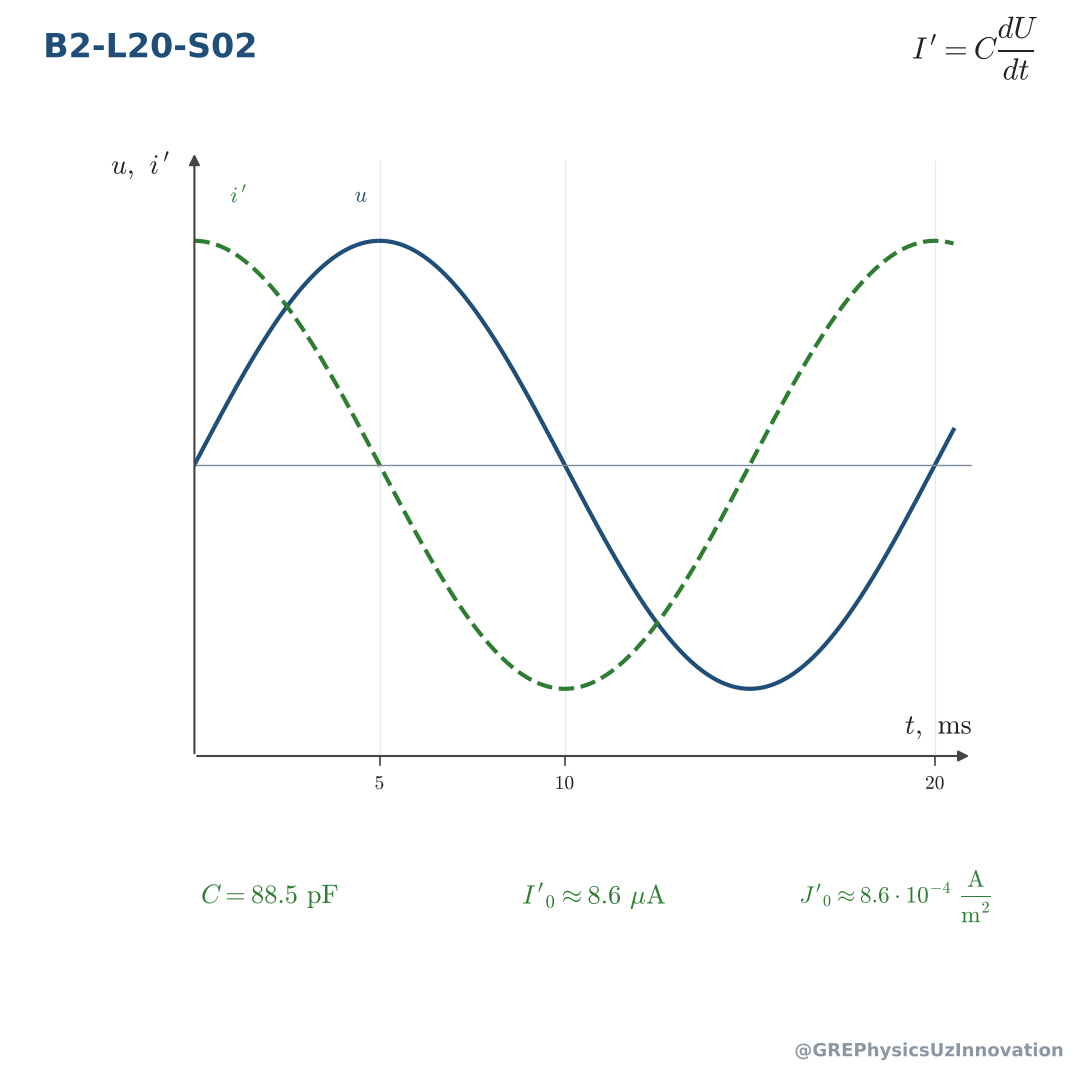 B2-L20-S02
I′ = C dU/dt
u, i′
i′
u
t, ms
5
10
20
C = 88.5 pF
I′₀ ≈ 8.6 μA
J′₀ ≈ 8.6 · 10⁻⁴ A/m²
@GREPhysicsUzInnovation